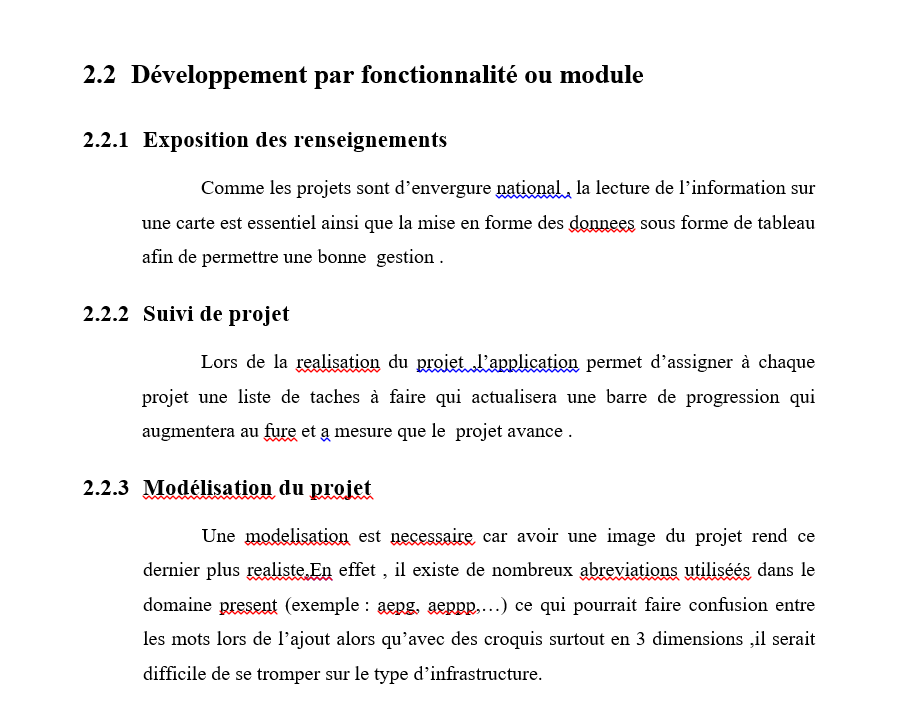 2.2 Développement par fonctionnalité ou module
2.2.1 Exposition des renseignements
Comme les projets sont d’envergure national , la lecture de l’information sur
une carte est essentiel ainsi que la mise en forme des donnees sous forme de tableau
afin de permettre une bonne  gestion .
2.2.2 Suivi de projet
Lors de la realisation du projet ,l’application permet d’assigner à chaque
projet une liste de taches à faire qui actualisera une barre de progression qui
augmentera au fure et a mesure que le  projet avance .
2.2.3 Modélisation du projet
Une modelisation est necessaire car avoir une image du projet rend ce
dernier plus realiste.En effet , il existe de nombreux abreviations utiliséés dans le
domaine present (exemple : aepg, aeppp,…) ce qui pourrait faire confusion entre
les mots lors de l’ajout alors qu’avec des croquis surtout en 3 dimensions ,il serait
difficile de se tromper sur le type d’infrastructure.